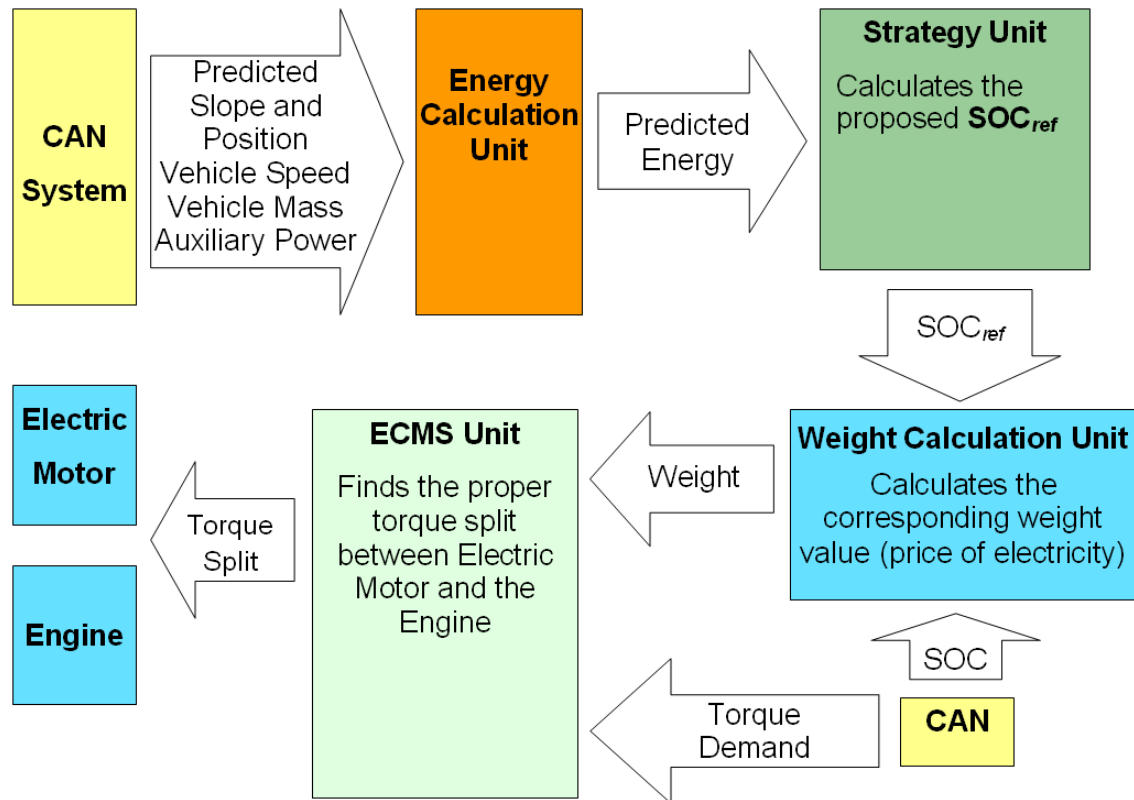 CAN
System
Predicted
Slope and
Position
Vehicle Speed
Vehicle Mass
Auxiliary Power
Energy
Calculation
Unit
Predicted
Energy
Strategy Unit
Calculates the
proposed SOCref
SOCref
Weight Calculation Unit
Calculates the
corresponding weight
value (price of electricity)
SOC
CAN
Torque
Demand
Weight
ECMS Unit
Finds the proper
torque split
between Electric
Motor and the
Engine
Torque
Split
Electric
Motor
Engine